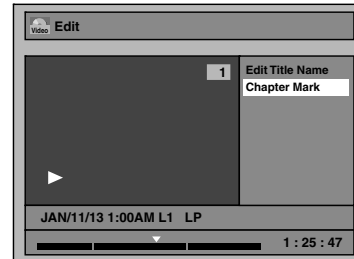 Video Edit
1
Edit Title Name
Chapter Mark
JAN/11/13 1:00AM L1 LP
1 : 25 : 47